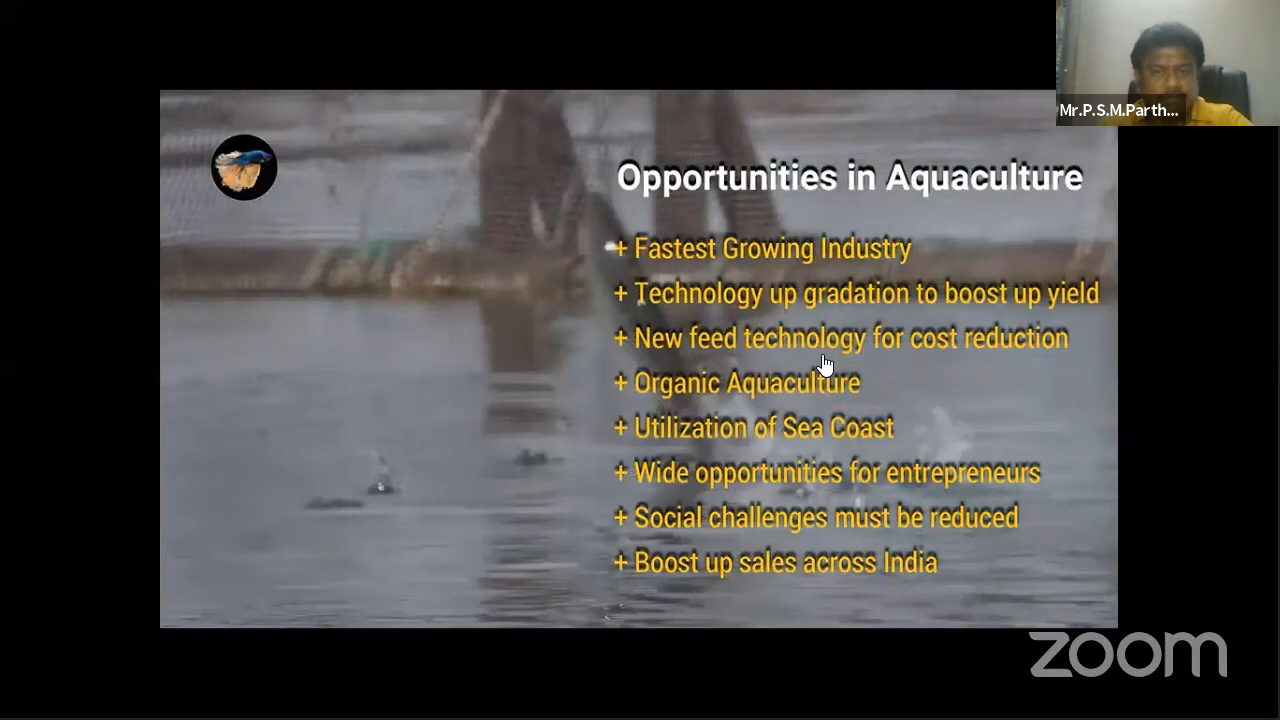 Mr.P.S.M.Parth...
Opportunities in Aquaculture
+ Fastest Growing Industry
+ Technology up gradation to boost up yield
+ New feed technology for cost reduction
+ Organic Aquaculture
+ Utilization of Sea Coast
+ Wide opportunities for entrepreneurs
+ Social challenges must be reduced
+ Boost up sales across India
zoom